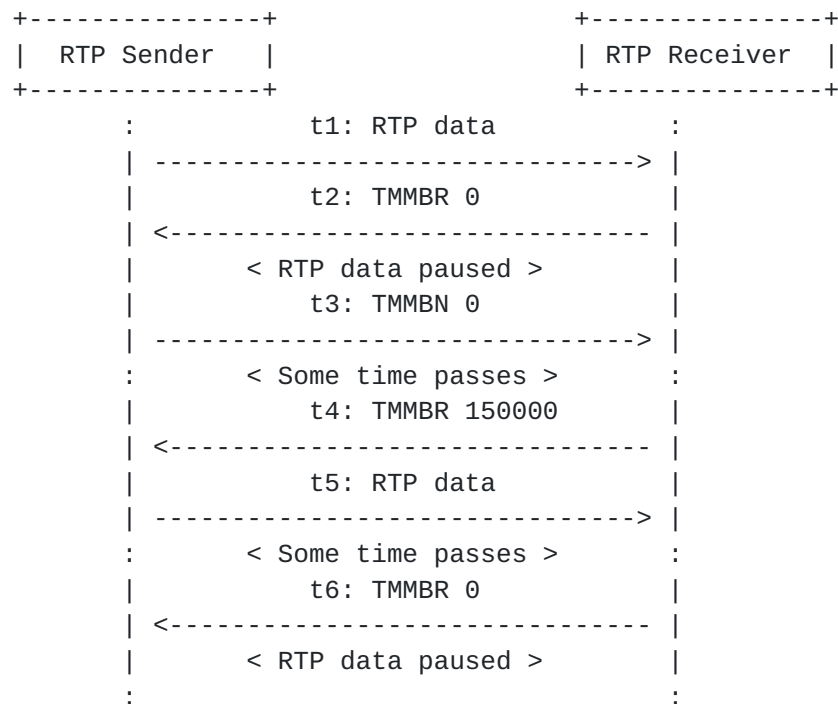 +---------------+                   +---------------+
|  RTP Sender   |                   | RTP Receiver  |
+---------------+                   +---------------+
       :           t1: RTP data           :
       | -------------------------------> |
       |           t2: TMMBR 0            |
       | <------------------------------- |
       |       < RTP data paused >        |
       |           t3: TMMBN 0            |
       | -------------------------------> |
       :       < Some time passes >       :
       |           t4: TMMBR 150000       |
       | <------------------------------- |
       |           t5: RTP data           |
       | -------------------------------> |
       :       < Some time passes >       :
       |           t6: TMMBR 0            |
       | <------------------------------- |
       |       < RTP data paused >        |
       :                                  :